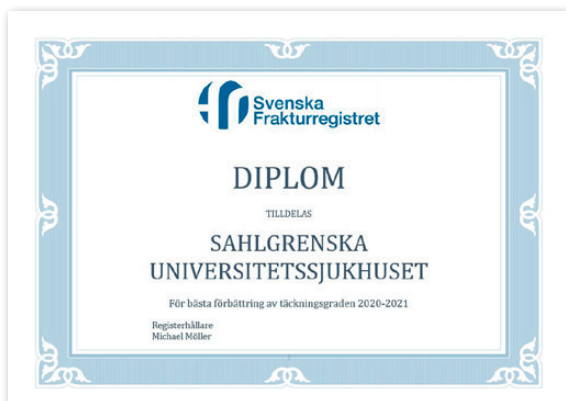 Svenska
Frakturregistret
DIPLOM
TILLDELAS
SAHLGRENSKA
UNIVERSITETSSJUKHUSET
För bästa förbättring av täckningsgraden 2020-2021
Registerhållare
Michael Möller